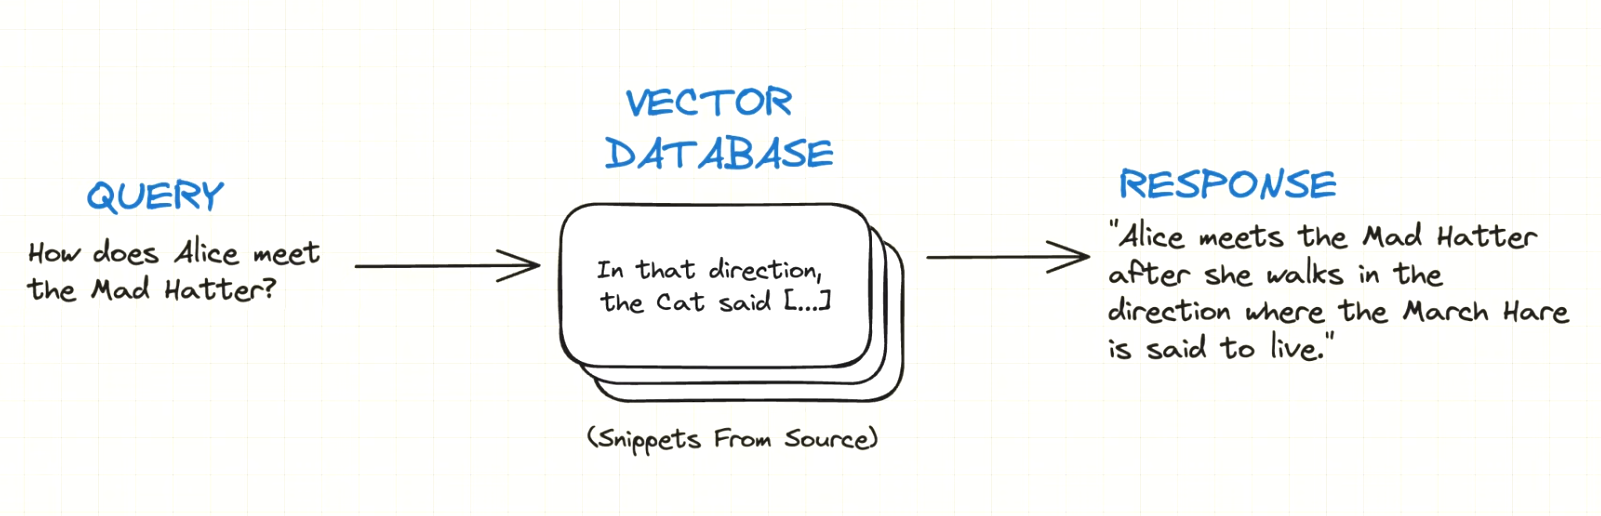 QUERY
How does Alice meet
the Mad Hatter?
VECTOR
DATABASE
In that direction,
the Cat said [...]
(Snippets From Source)
RESPONSE
"Alice meets the Mad Hatter
after she walks in the
direction where the March Hare
is said to live."